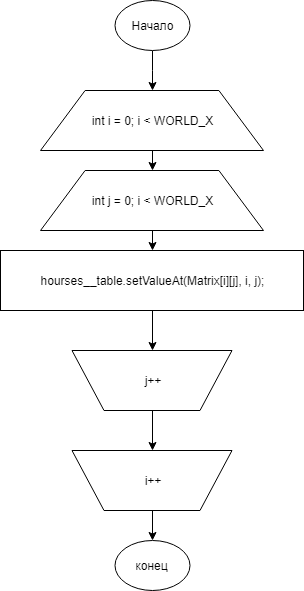 Начало
int i = 0; i < WORLD_X
int j = 0; i < WORLD_X
hourses__table.setValueAt(Matrix[i][j], i, j);
j++
i++
конец